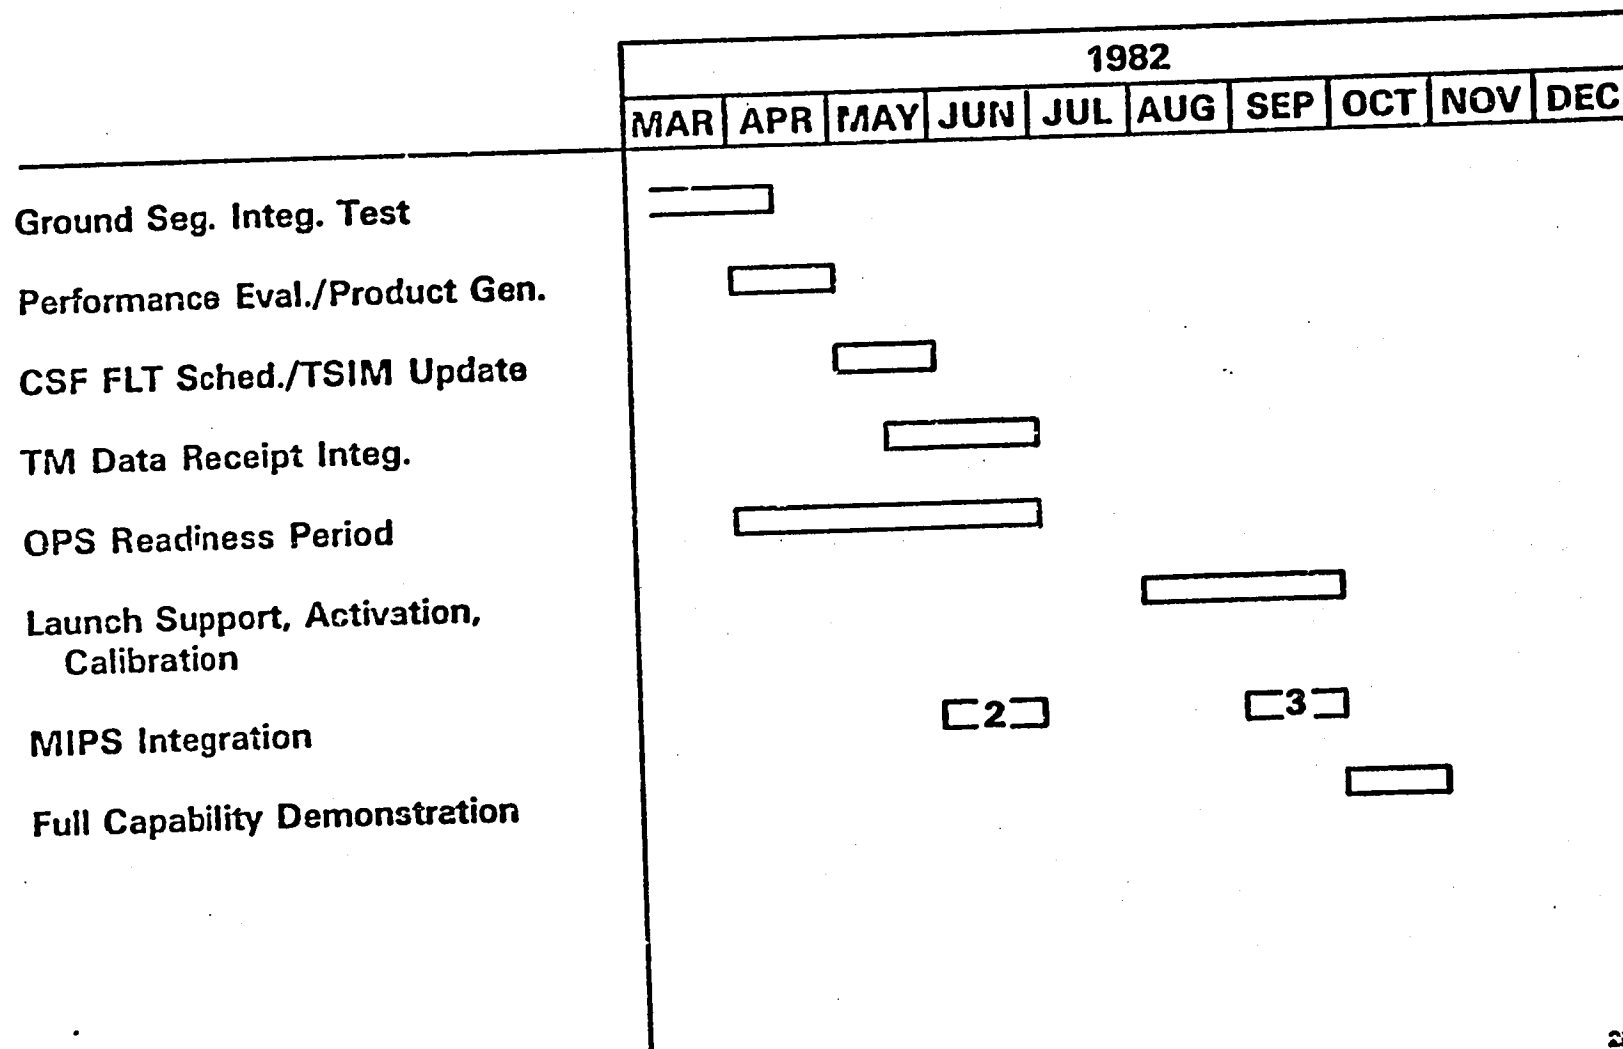 1982
MAR APR MAY JUN JUL AUG SEP OCT NOV DEC
Ground Seg. Integ. Test
Performance Eval./Product Gen.
CSF FLT Sched./TSIM Update
TM Data Receipt Integ.
OPS Readiness Period
Launch Support, Activation,
Calibration
MIPS Integration
2 3
Full Capability Demonstration